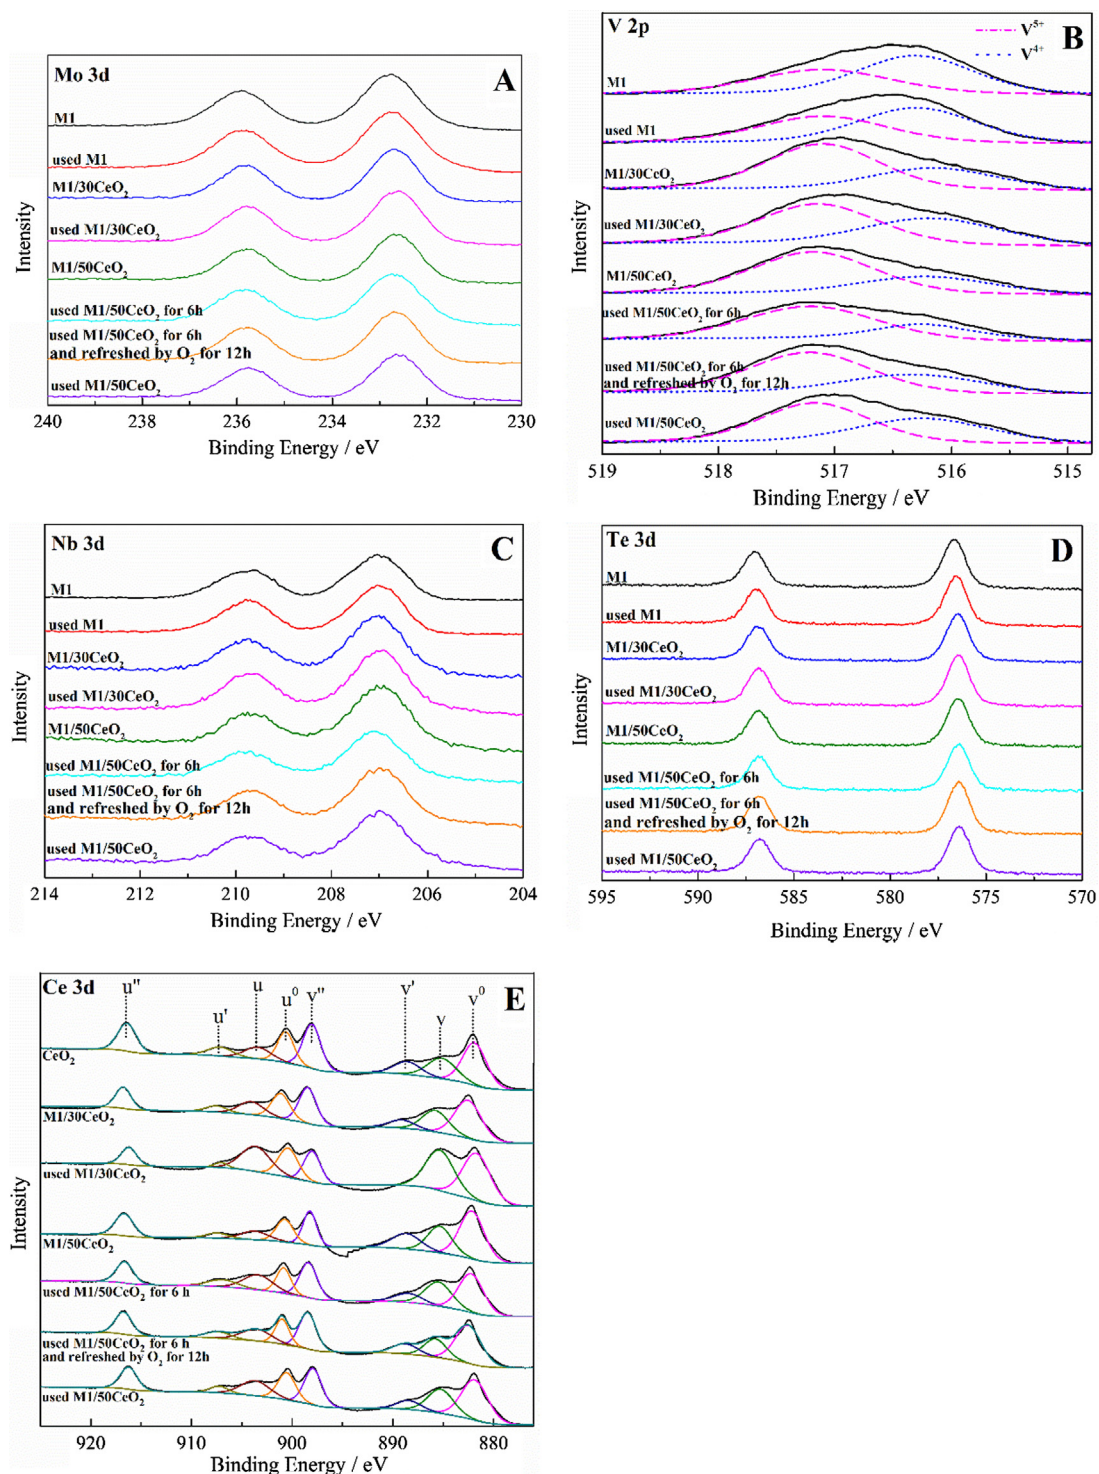 Mo 3d
A
M1
used M1
M1/30CeO2
used M1/30CeO2
M1/50CeO2
used M1/50CeO2 for 6h
used M1/50CeO2 for 6h
and refreshed by O2 for 12h
used M1/50CeO2
240 238 236 234 232 230
Binding Energy / eV
Intensity
V 2p
V5+
V4+
B
M1
used M1
M1/30CeO2
used M1/30CeO2
M1/50CeO2
used M1/50CeO2 for 6h
used M1/50CeO2 for 6h
and refreshed by O2 for 12h
used M1/50CeO2
519 518 517 516 515
Binding Energy / eV
Intensity
Nb 3d
C
M1
used M1
M1/30CeO2
used M1/30CeO2
M1/50CeO2
used M1/50CeO2 for 6h
used M1/50CeO2 for 6h
and refreshed by O2 for 12h
used M1/50CeO2
214 212 210 208 206 204
Binding Energy / eV
Intensity
Te 3d
D
M1
used M1
M1/30CeO2
used M1/30CeO2
M1/50CeO2
used M1/50CeO2 for 6h
used M1/50CeO2 for 6h
and refreshed by O2 for 12h
used M1/50CeO2
595 590 585 580 575 570
Binding Energy / eV
Intensity
Ce 3d
E
u'' u' u u0 v'' v' v v0
CeO2
M1/30CeO2
used M1/30CeO2
M1/50CeO2
used M1/50CeO2 for 6 h
used M1/50CeO2 for 6 h
and refreshed by O2 for 12h
used M1/50CeO2
920 910 900 890 880
Binding Energy / eV
Intensity